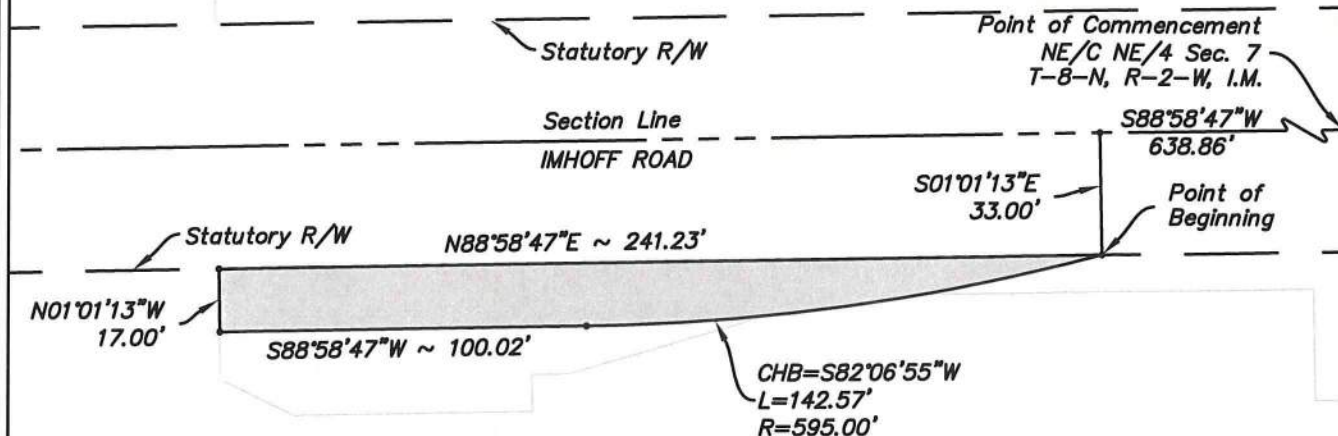 Statutory R/W
Point of Commencement
NE/C NE/4 Sec. 7
T-8-N, R-2-W, I.M.
Section Line
IMHOFF ROAD
S88°58'47"W
638.86'
S01°01'13"E
33.00'
Point of
Beginning
Statutory R/W
N88°58'47"E ~ 241.23'
N01°01'13"W
17.00'
S88°58'47"W ~ 100.02'
CHB=S82°06'55"W
L=142.57'
R=595.00'